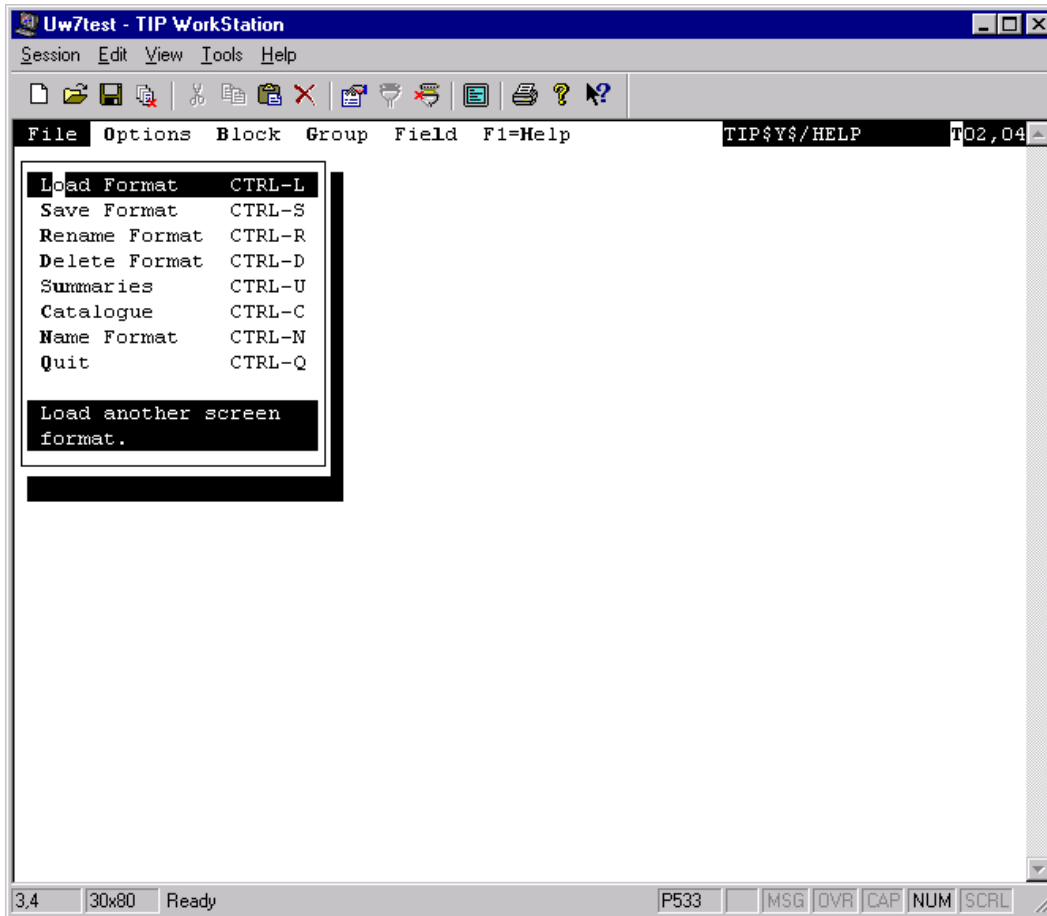 Uw7test - TIP WorkStation
Session Edit View Tools Help
File Options Block Group Field F1=Help TIP$Y$/HELP TO2,04
Load Format CTRL-L
Save Format CTRL-S
Rename Format CTRL-R
Delete Format CTRL-D
Summaries CTRL-U
Catalogue CTRL-C
Name Format CTRL-N
Quit CTRL-Q
Load another screen
format.
3,4 30x80 Ready P533 MSG OVR CAP NUM SCRL